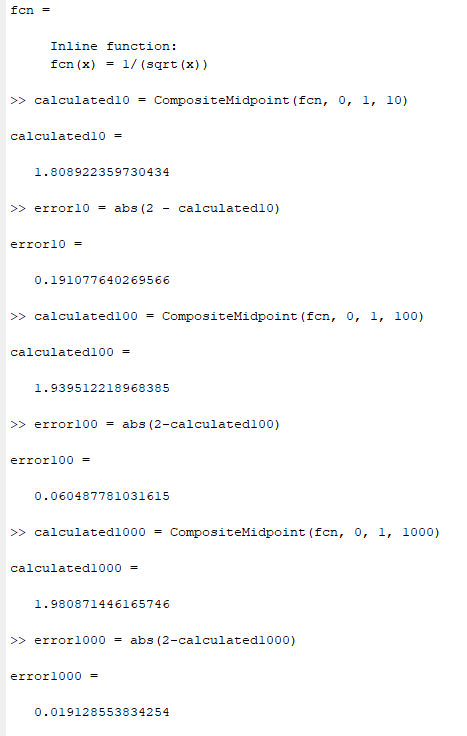 fcn =
Inline function:
fcn(x) = 1/(sqrt(x))
>> calculated10 = CompositeMidpoint(fcn, 0, 1, 10)
calculated10 =
1.808922359730434
>> error10 = abs(2 - calculated10)
error10 =
0.191077640269566
>> calculated100 = CompositeMidpoint(fcn, 0, 1, 100)
calculated100 =
1.939512218968385
>> error100 = abs(2-calculated100)
error100 =
0.060487781031615
>> calculated1000 = CompositeMidpoint(fcn, 0, 1, 1000)
calculated1000 =
1.980871446165746
>> error1000 = abs(2-calculated1000)
error1000 =
0.019128553834254